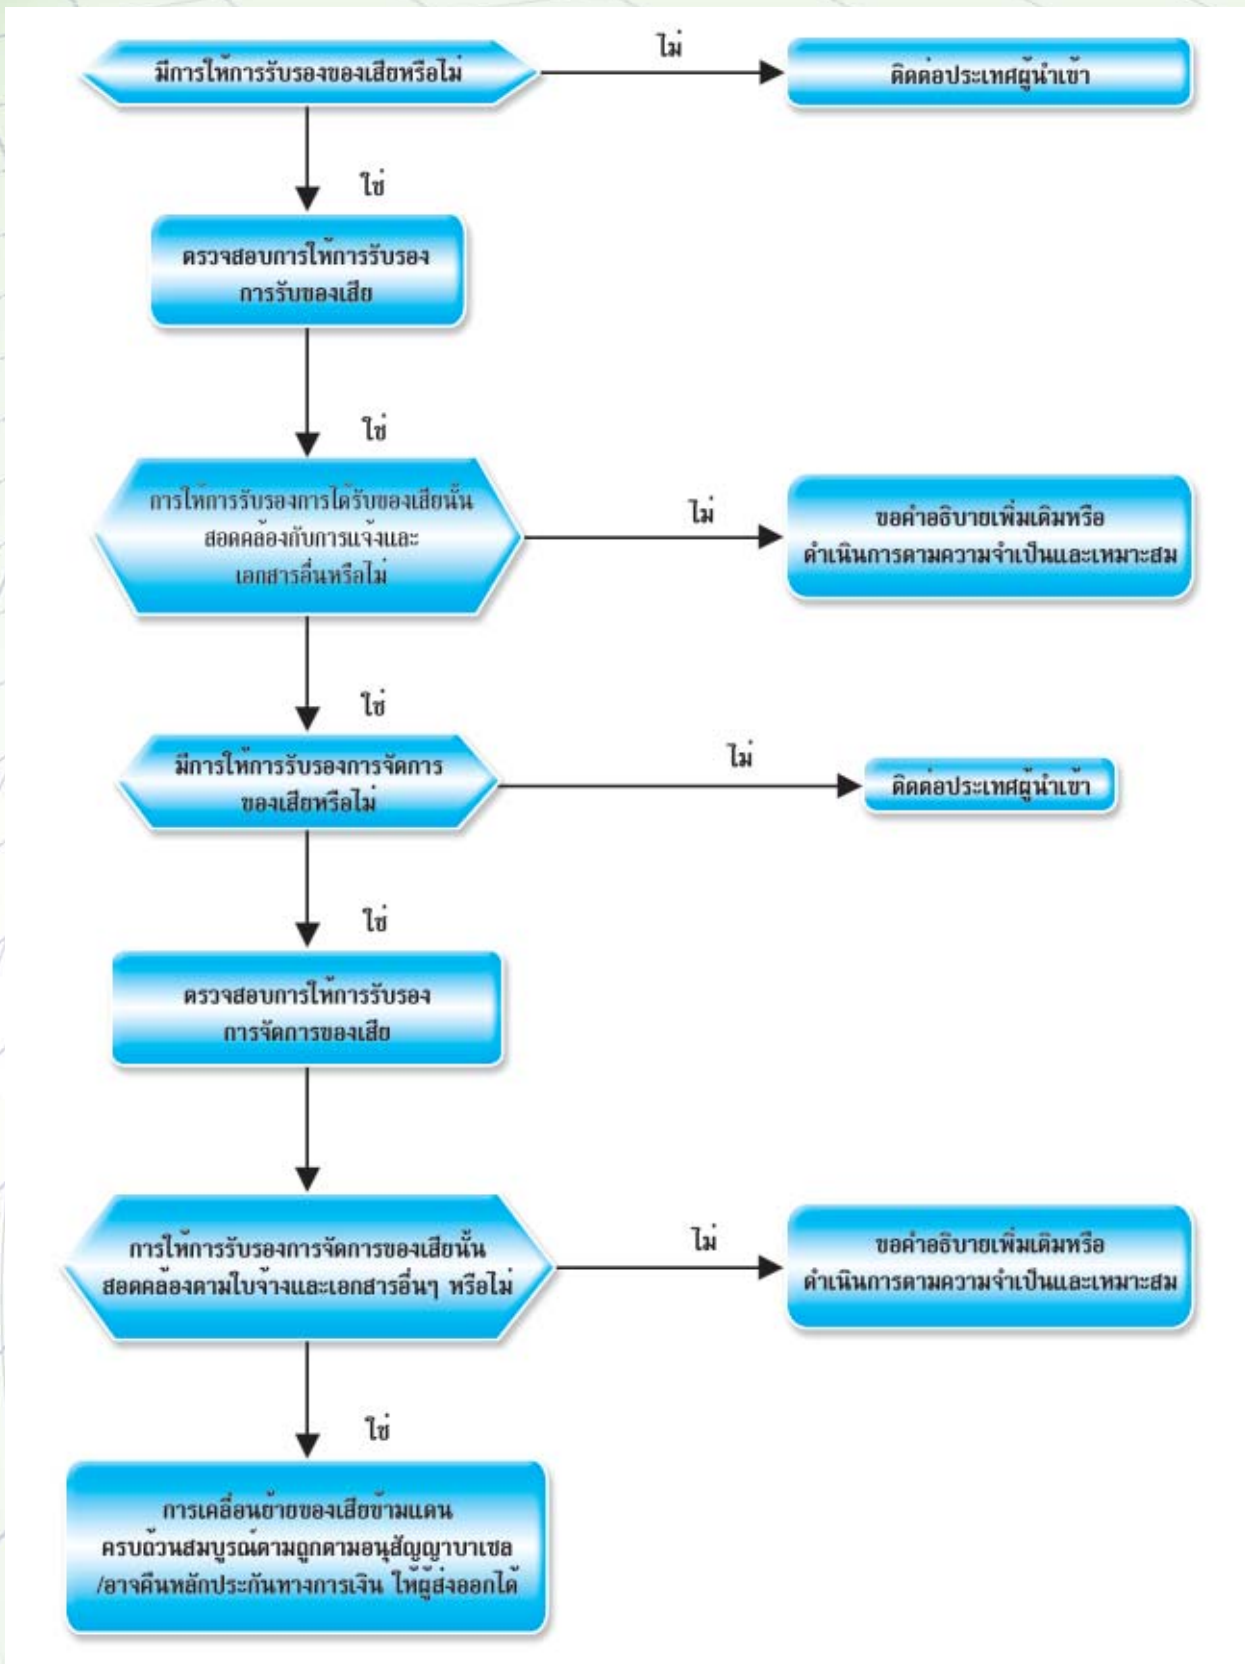 มีการให้การรับรองของเสียหรือไม่
ไม่
ติดต่อประเทศผู้นำเข้า
ใช่
ตรวจสอบการให้การรับรอง
การรับของเสีย
ใช่
การให้การรับรองการได้รับของเสียนั้น
สอดคล้องกับการแจ้งและ
เอกสารอื่นหรือไม่
ไม่
ขอคำอธิบายเพิ่มเติมหรือ
ดำเนินการตามความจำเป็นและเหมาะสม
ใช่
มีการให้การรับรองการจัดการ
ของเสียหรือไม่
ไม่
ติดต่อประเทศผู้นำเข้า
ใช่
ตรวจสอบการให้การรับรอง
การจัดการของเสีย
การให้การรับรองการจัดการของเสียนั้น
สอดคล้องตามใบจ้างและเอกสารอื่นๆ หรือไม่
ไม่
ขอคำอธิบายเพิ่มเติมหรือ
ดำเนินการตามความจำเป็นและเหมาะสม
ใช่
การเคลื่อนย้ายของเสียข้ามแดน
ครบถ้วนสมบูรณ์ตามถูกตามอนุสัญญาบาเซล
/อาจคืนหลักประกันทางการเงิน ให้ผู้ส่งออกได้